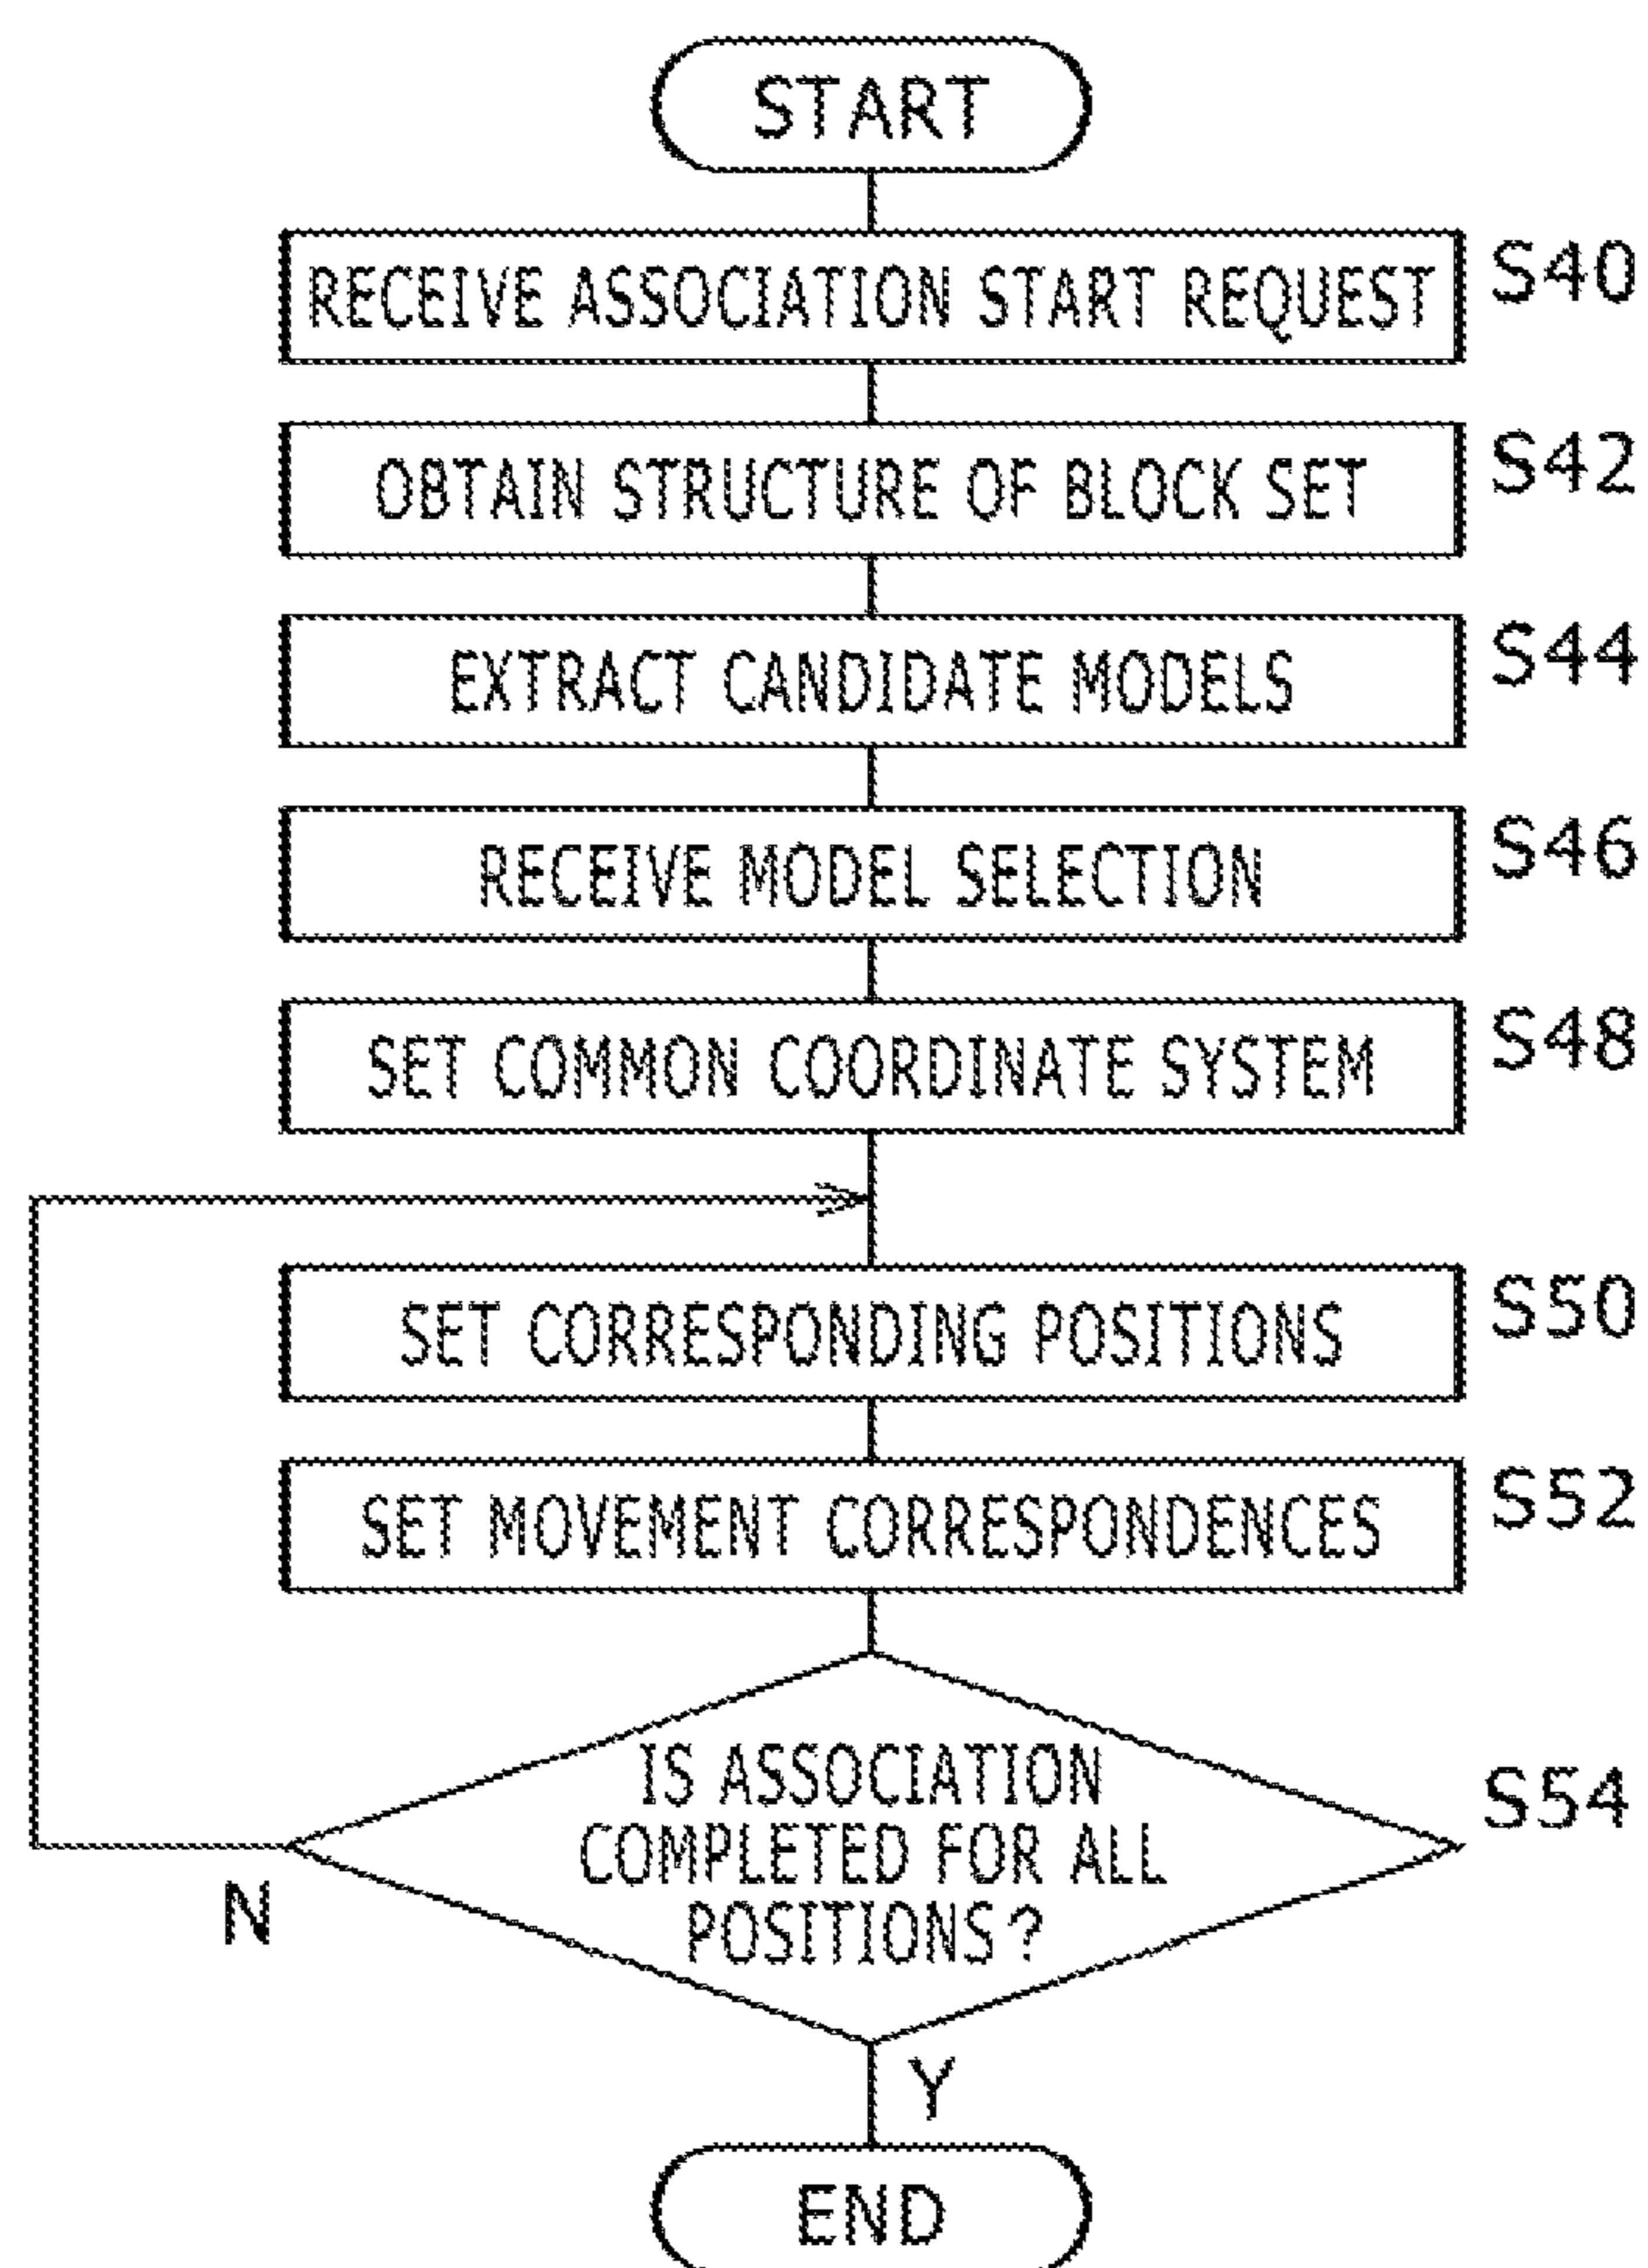 START
RECEIVE ASSOCIATION START REQUEST S40
OBTAIN STRUCTURE OF BLOCK SET S42
EXTRACT CANDIDATE MODELS S44
RECEIVE MODEL SELECTION S46
SET COMMON COORDINATE SYSTEM S48
SET CORRESPONDING POSITIONS S50
SET MOVEMENT CORRESPONDENCES S52
IS ASSOCIATION
COMPLETED FOR ALL
POSITIONS?
S54
N
Y
END